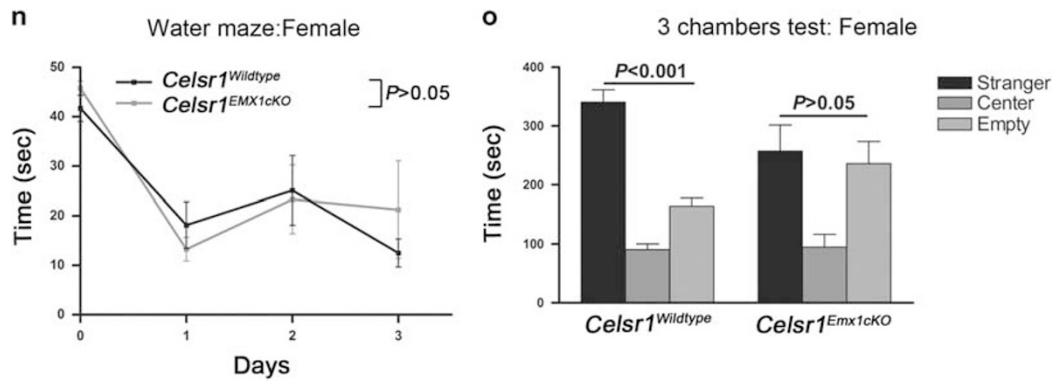 n
Water maze:Female
Celsr1Wildtype
Celsr1EMX1cKO
P>0.05
Time (sec)
50
40
30
20
10
0
0 1 2 3
Days
o
3 chambers test: Female
P<0.001
P>0.05
Stranger
Center
Empty
Time (sec)
400
300
200
100
0
Celsr1Wildtype Celsr1Emx1cKO